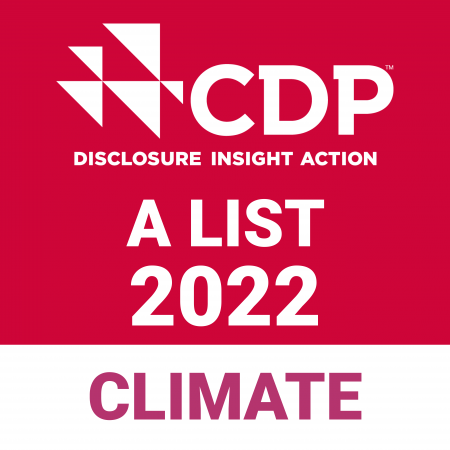 CDP™
DISCLOSURE INSIGHT ACTION
A LIST
2022
CLIMATE